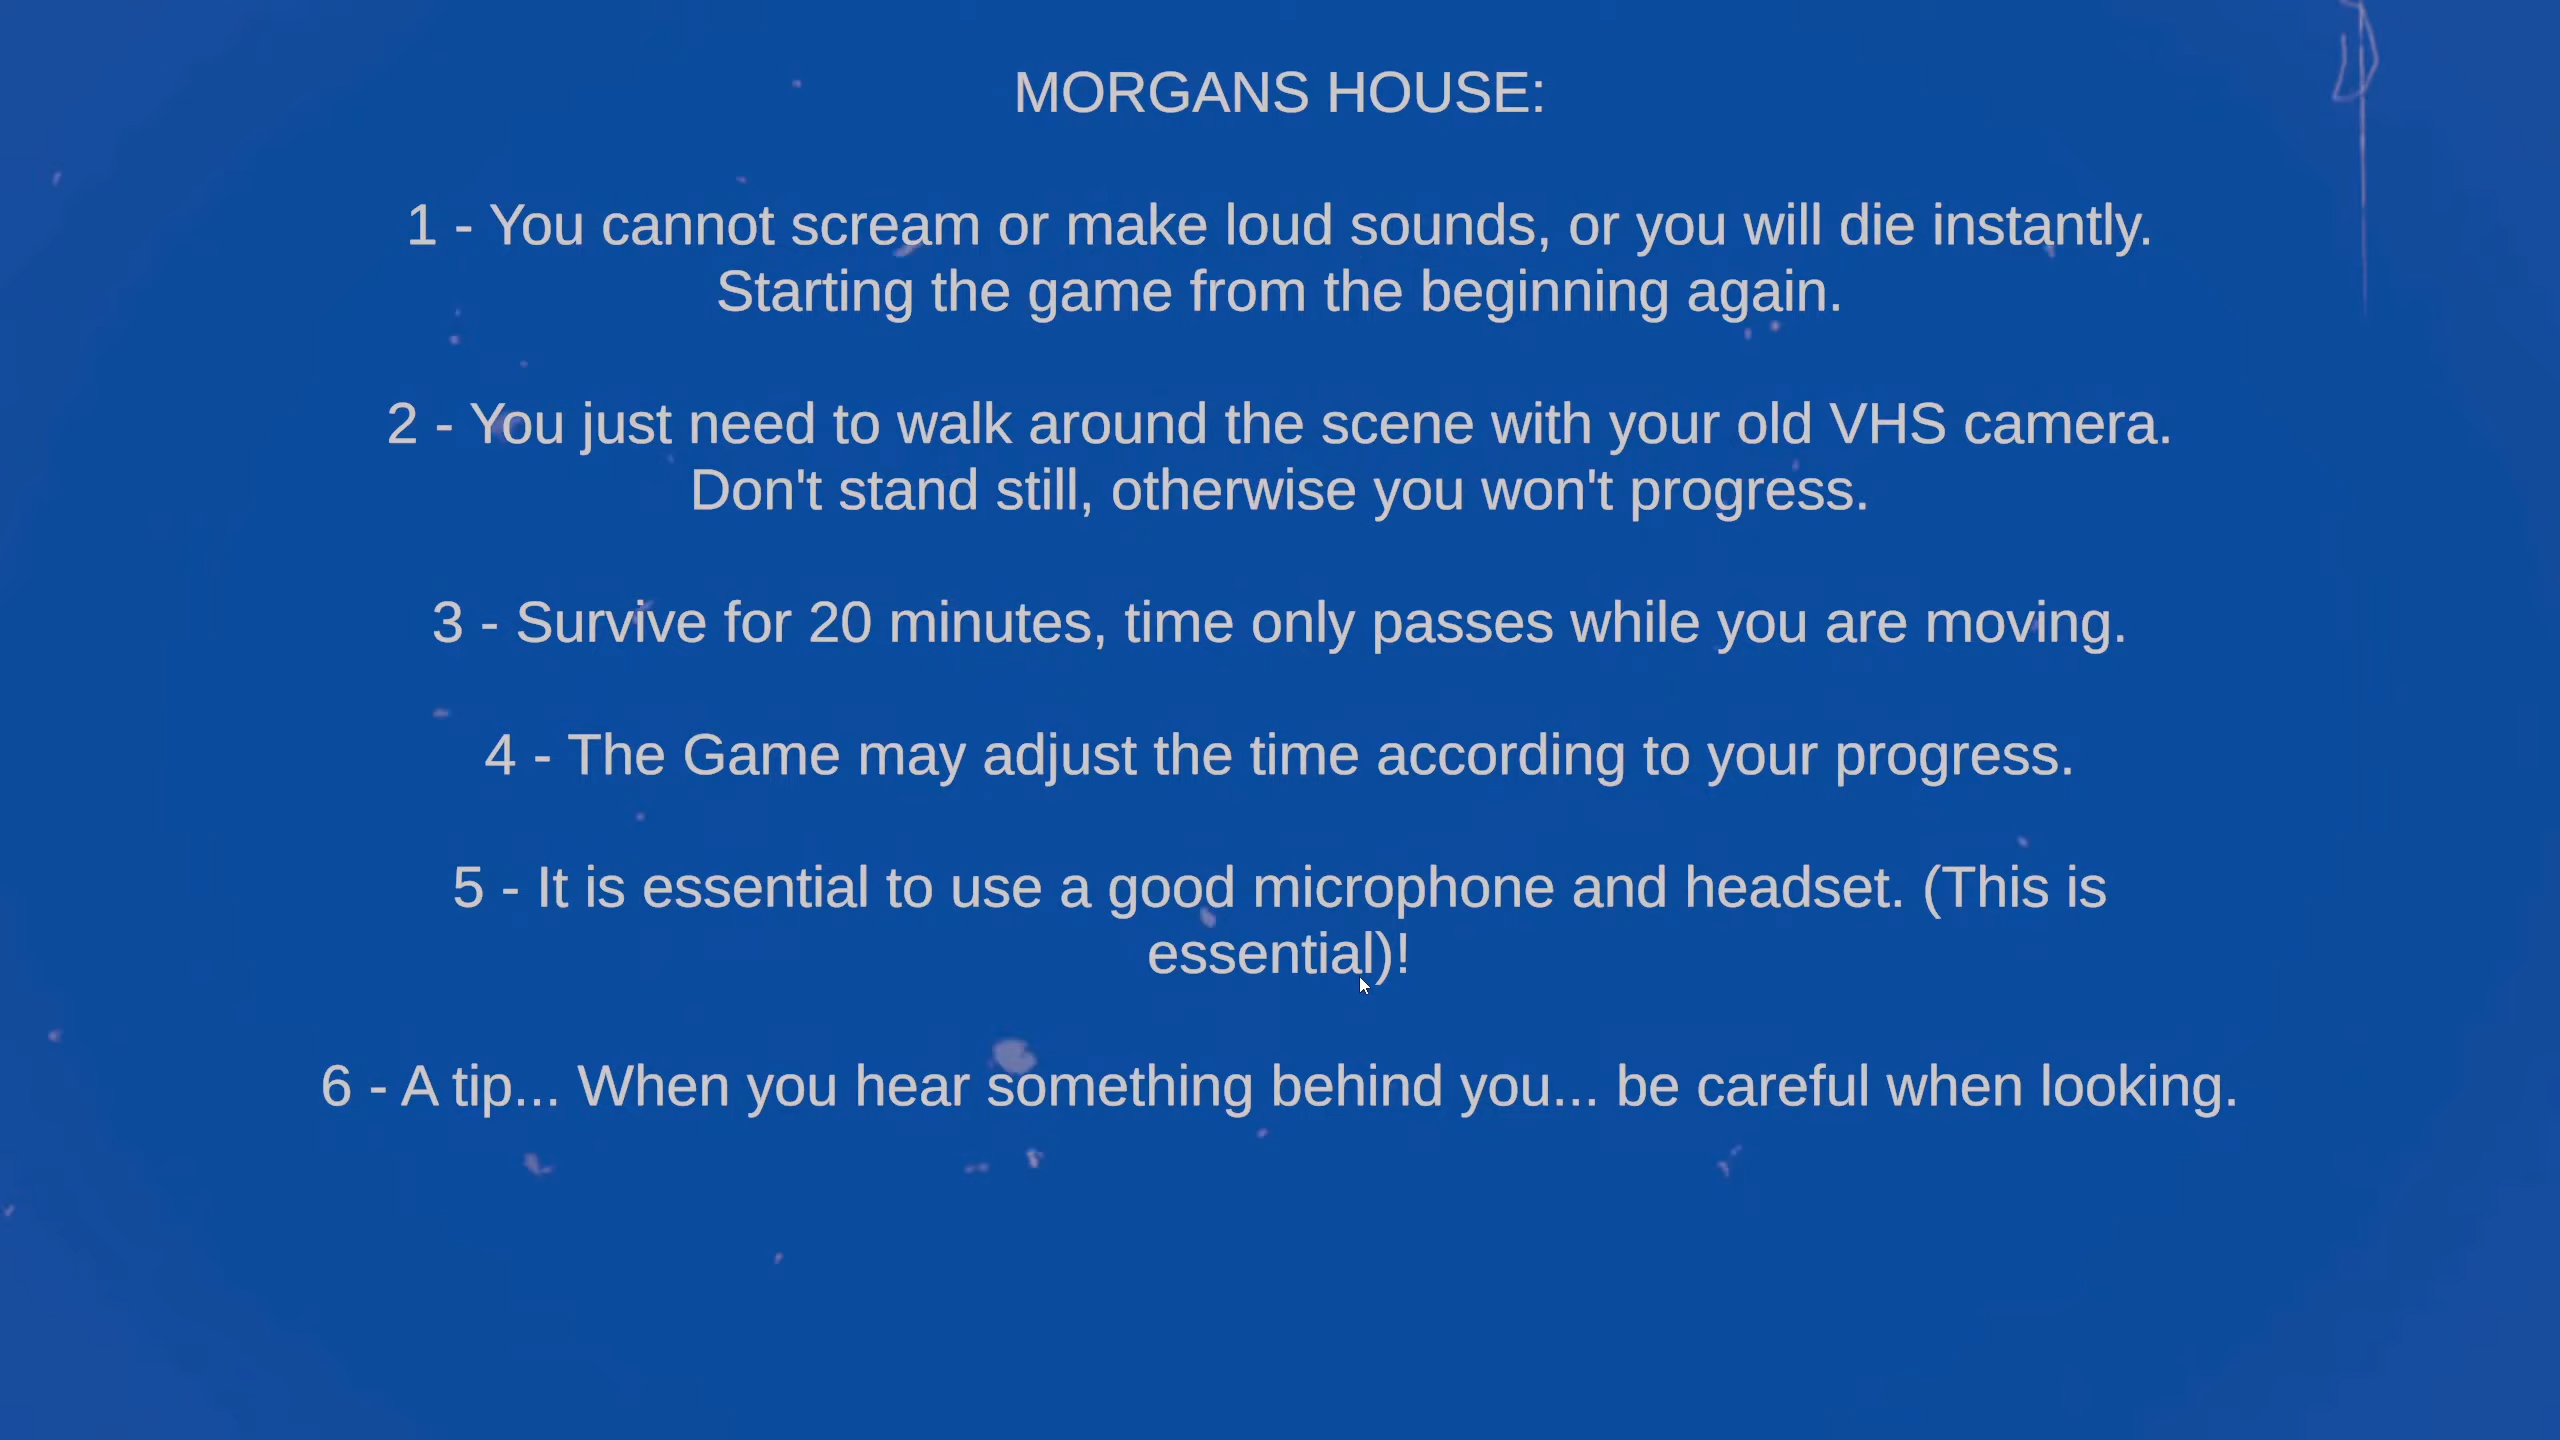 MORGANS HOUSE:
1 - You cannot scream or make loud sounds, or you will die instantly.
Starting the game from the beginning again.
2 - You just need to walk around the scene with your old VHS camera.
Don't stand still, otherwise you won't progress.
3 - Survive for 20 minutes, time only passes while you are moving.
4 - The Game may adjust the time according to your progress.
5 - It is essential to use a good microphone and headset. (This is
essential)!
6 - A tip... When you hear something behind you... be careful when looking.